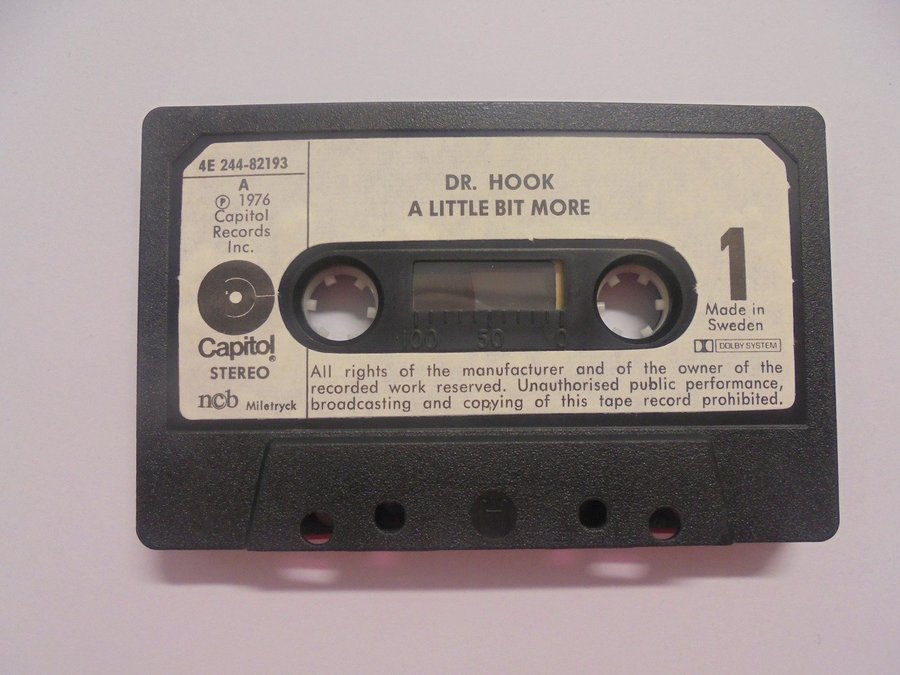 4E 244-82193
A
℗ 1976
Capitol
Records
Inc.
Capitol®
STEREO
ncb Miletryck
DR. HOOK
A LITTLE BIT MORE
100 50 0
1
Made in
Sweden
DOLBY SYSTEM
All rights of the manufacturer and of the owner of the
recorded work reserved. Unauthorised public performance,
broadcasting and copying of this tape record prohibited.